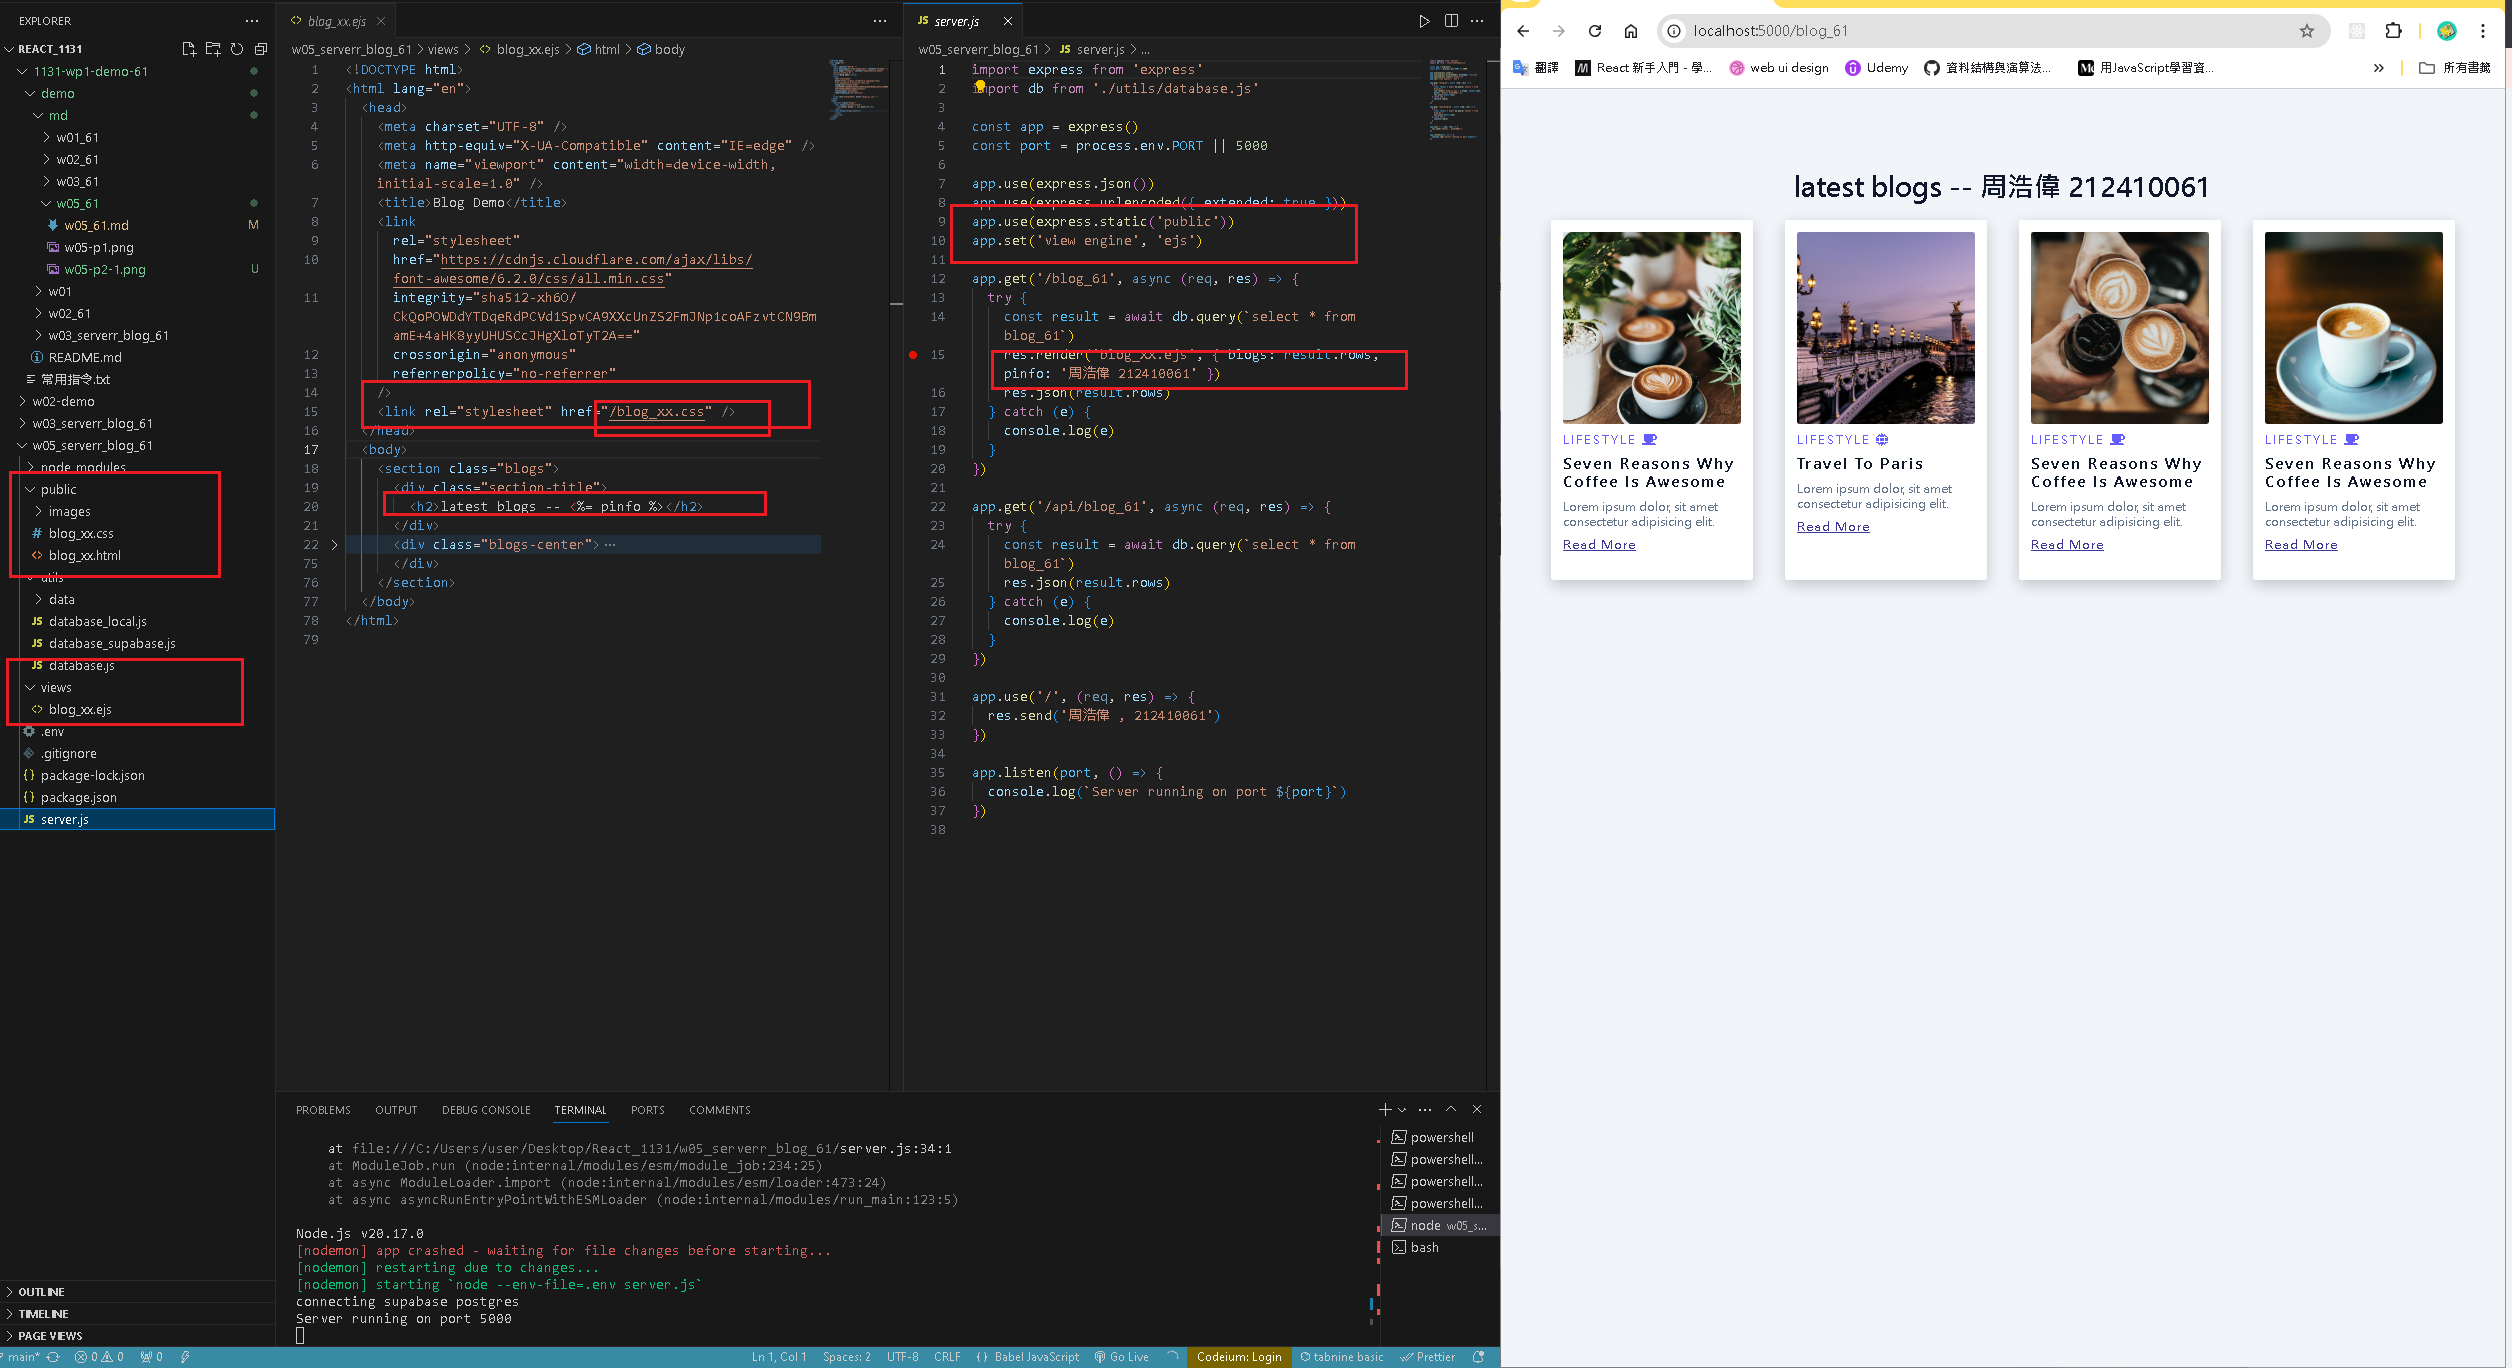 EXPLORER
REACT_1131
1131-wp1-demo-61
demo
md
w01_61
w02_61
w03_61
w05_61
w05_61.md M
w05-p1.png
w05-p2-1.png U
w01
w02_61
w03_serverr_blog_61
README.md
常用指令.txt
w02-demo
w03_serverr_blog_61
w05_serverr_blog_61
node_modules
public
images
blog_xx.css
blog_xx.html
utils
data
database_local.js
database_supabase.js
database.js
views
blog_xx.ejs
.env
.gitignore
package-lock.json
package.json
server.js
OUTLINE
TIMELINE
PAGE VIEWS
blog_xx.ejs
w05_serverr_blog_61 > views > blog_xx.ejs > html > body
1 <!DOCTYPE html>
2 <html lang="en">
3 <head>
4 <meta charset="UTF-8" />
5 <meta http-equiv="X-UA-Compatible" content="IE=edge" />
6 <meta name="viewport" content="width=device-width,
initial-scale=1.0" />
7 <title>Blog Demo</title>
8 <link
9 rel="stylesheet"
10 href="https://cdnjs.cloudflare.com/ajax/libs/
font-awesome/6.2.0/css/all.min.css"
11 integrity="sha512-xh6O/
CkQoPOWDdYTDqeRdPCVd1SpvCA9XXcUnZS2FmJNp1coAFzvtCN9Bm
amE+4aHK8yyUHUSCcJHgXloTyT2A=="
12 crossorigin="anonymous"
13 referrerpolicy="no-referrer"
14 />
15 <link rel="stylesheet" href="/blog_xx.css" />
16 </head>
17 <body>
18 <section class="blogs">
19 <div class="section-title">
20 <h2>latest blogs -- <%= pinfo %></h2>
21 </div>
22 <div class="blogs-center">…
75 </div>
76 </section>
77 </body>
78 </html>
79
server.js
w05_serverr_blog_61 > server.js > ...
1 import express from 'express'
2 import db from './utils/database.js'
3
4 const app = express()
5 const port = process.env.PORT || 5000
6
7 app.use(express.json())
8 app.use(express.urlencoded({ extended: true }))
9 app.use(express.static('public'))
10 app.set('view engine', 'ejs')
11
12 app.get('/blog_61', async (req, res) => {
13 try {
14 const result = await db.query(`select * from
blog_61`)
15 res.render('blog_xx.ejs', { blogs: result.rows,
pinfo: '周浩偉 212410061' })
16 res.json(result.rows)
17 } catch (e) {
18 console.log(e)
19 }
20 })
21
22 app.get('/api/blog_61', async (req, res) => {
23 try {
24 const result = await db.query(`select * from
blog_61`)
25 res.json(result.rows)
26 } catch (e) {
27 console.log(e)
28 }
29 })
30
31 app.use('/', (req, res) => {
32 res.send('周浩偉 , 212410061')
33 })
34
35 app.listen(port, () => {
36 console.log(`Server running on port ${port}`)
37 })
38
PROBLEMS OUTPUT DEBUG CONSOLE TERMINAL PORTS COMMENTS
at file:///C:/Users/user/Desktop/React_1131/w05_serverr_blog_61/server.js:34:1
at ModuleJob.run (node:internal/modules/esm/module_job:234:25)
at async ModuleLoader.import (node:internal/modules/esm/loader:473:24)
at async asyncRunEntryPointWithESMLoader (node:internal/modules/run_main:123:5)
Node.js v20.17.0
[nodemon] app crashed - waiting for file changes before starting...
[nodemon] restarting due to changes...
[nodemon] starting `node --env-file=.env server.js`
connecting supabase postgres
Server running on port 5000
powershell
powershell...
powershell...
powershell...
node w05_s...
bash
main* 0 0 0 Ln 1, Col 1 Spaces: 2 UTF-8 CRLF {} Babel JavaScript Go Live Codeium: Login tabnine basic Prettier
localhost:5000/blog_61
翻譯 React 新手入門 - 學... web ui design Udemy 資料結構與演算法... 用JavaScript學習資... 所有書籤
latest blogs -- 周浩偉 212410061
LIFESTYLE
Seven Reasons Why
Coffee Is Awesome
Lorem ipsum dolor, sit amet
consectetur adipisicing elit.
Read More
LIFESTYLE
Travel To Paris
Lorem ipsum dolor, sit amet
consectetur adipisicing elit.
Read More
LIFESTYLE
Seven Reasons Why
Coffee Is Awesome
Lorem ipsum dolor, sit amet
consectetur adipisicing elit.
Read More
LIFESTYLE
Seven Reasons Why
Coffee Is Awesome
Lorem ipsum dolor, sit amet
consectetur adipisicing elit.
Read More